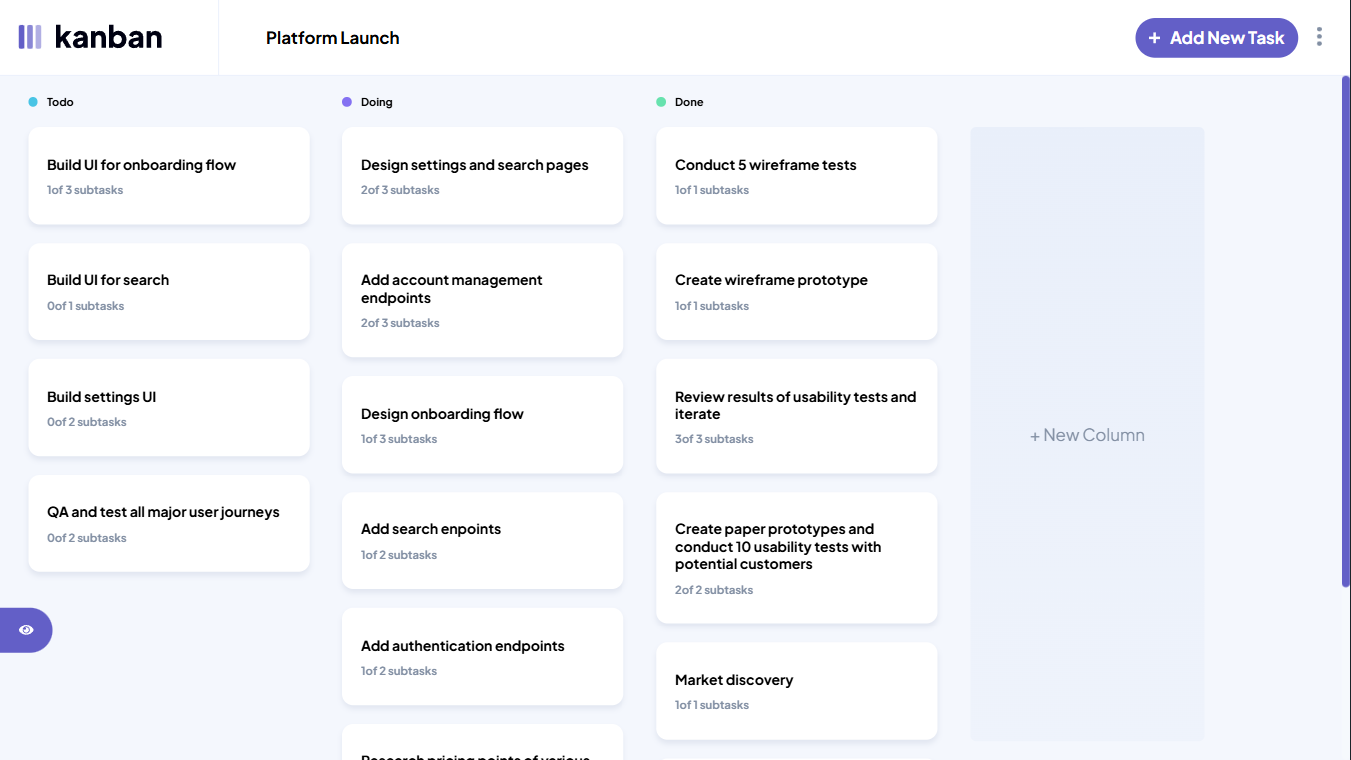 kanban
Platform Launch
+ Add New Task
Todo
Build UI for onboarding flow
1of 3 subtasks
Build UI for search
0of 1 subtasks
Build settings UI
0of 2 subtasks
QA and test all major user journeys
0of 2 subtasks
Doing
Design settings and search pages
2of 3 subtasks
Add account management
endpoints
2of 3 subtasks
Design onboarding flow
1of 3 subtasks
Add search enpoints
1of 2 subtasks
Add authentication endpoints
1of 2 subtasks
Research pricing points of various
Done
Conduct 5 wireframe tests
1of 1 subtasks
Create wireframe prototype
1of 1 subtasks
Review results of usability tests and
iterate
3of 3 subtasks
Create paper prototypes and
conduct 10 usability tests with
potential customers
2of 2 subtasks
Market discovery
1of 1 subtasks
+ New Column